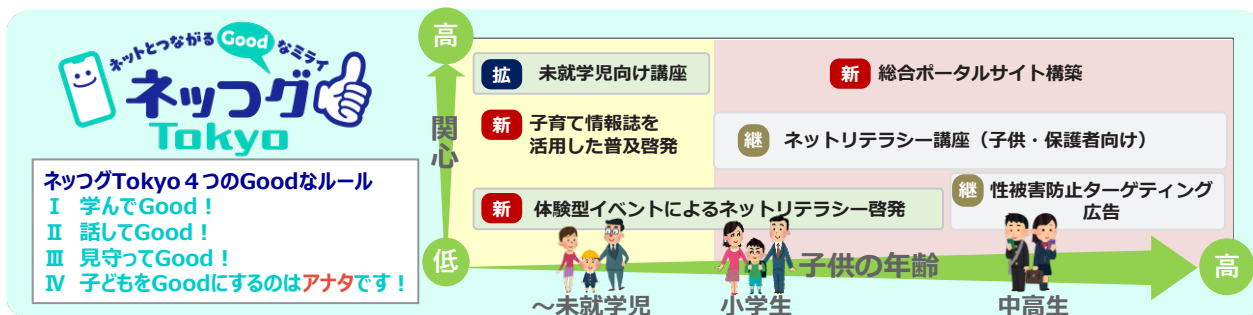 ネットとつながるGoodなミライ
ネッつグ
Tokyo
ネッつグTokyo４つのGoodなルール
Ⅰ 学んでGood！
Ⅱ 話してGood！
Ⅲ 見守ってGood！
Ⅳ 子どもをGoodにするのはアナタです！
高
関心
低
拡 未就学児向け講座
新 総合ポータルサイト構築
新 子育て情報誌を
活用した普及啓発
継 ネットリテラシー講座（子供・保護者向け）
新 体験型イベントによるネットリテラシー啓発
継 性被害防止ターゲティング
広告
子供の年齢
高
～未就学児
小学生
中高生